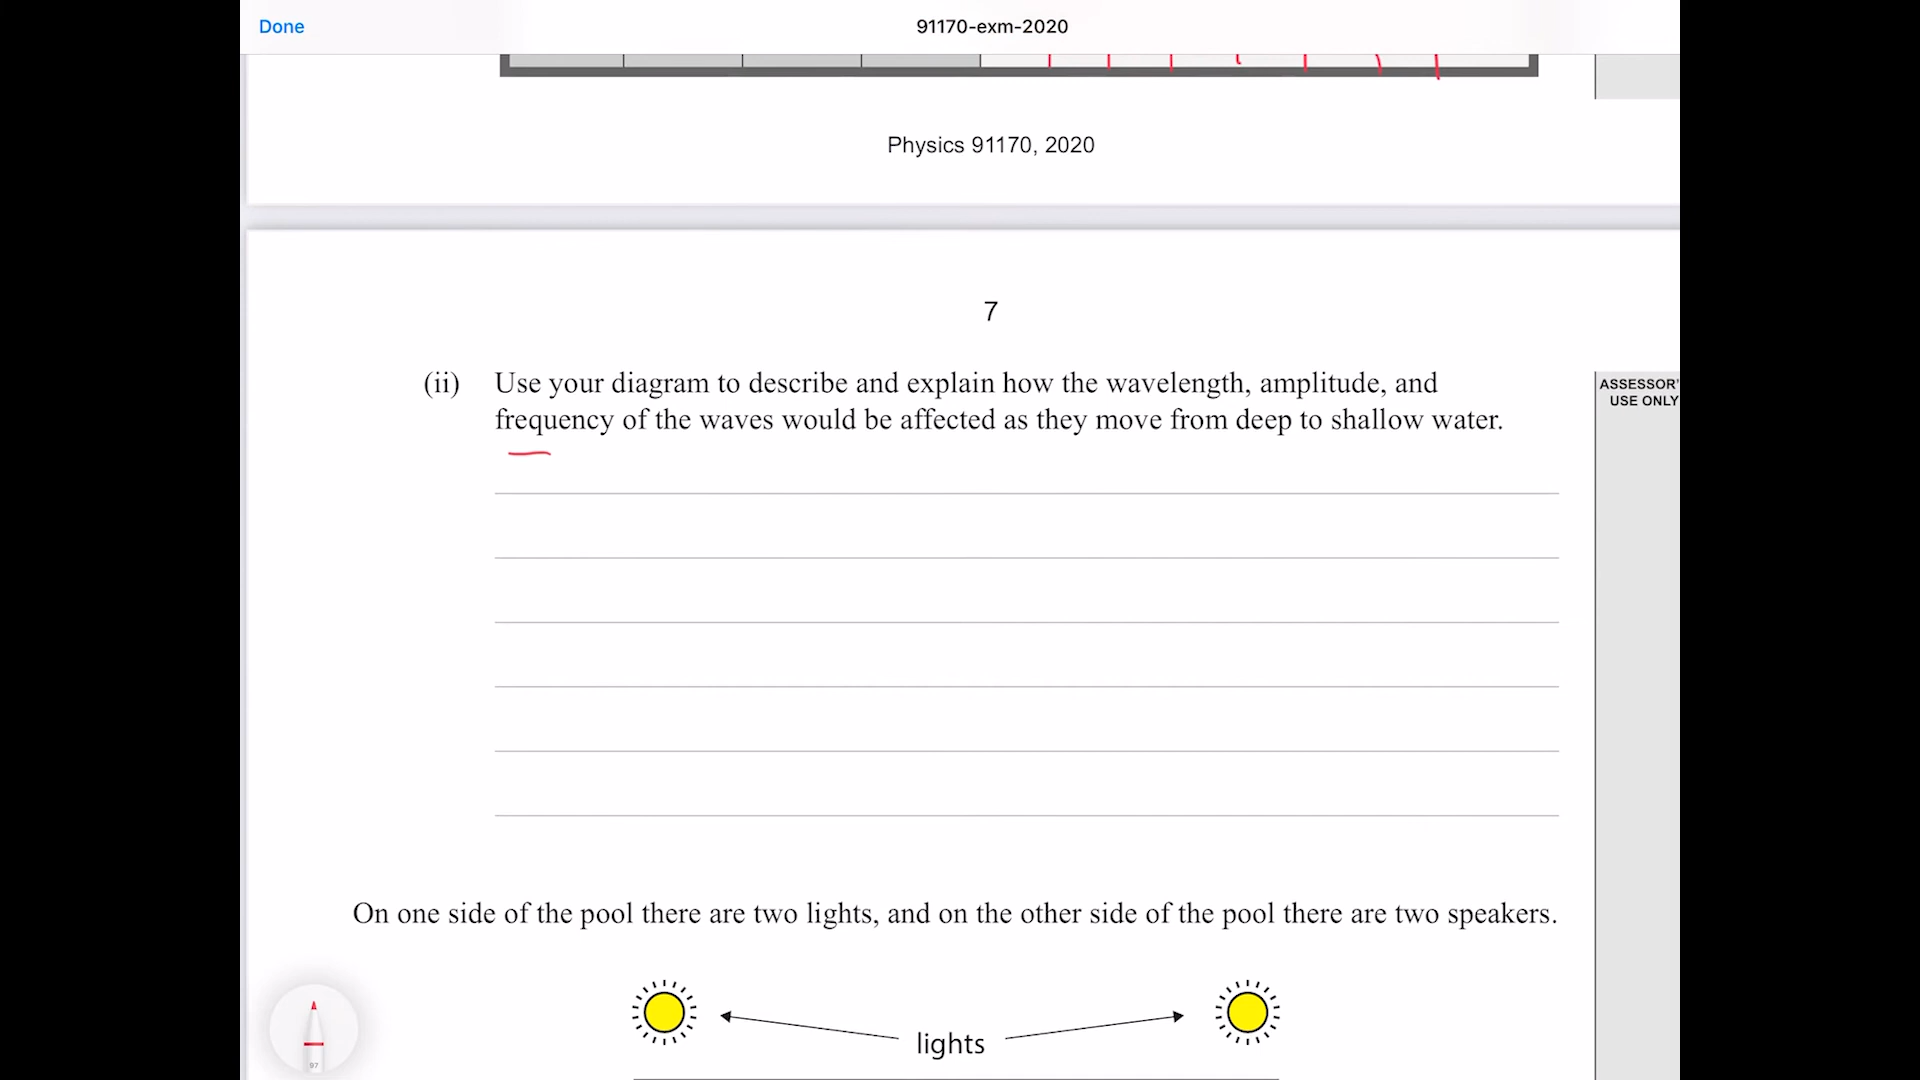 Done
91170-exm-2020
Physics 91170, 2020
7
(ii) Use your diagram to describe and explain how the wavelength, amplitude, and
frequency of the waves would be affected as they move from deep to shallow water.
ASSESSOR'
USE ONLY
On one side of the pool there are two lights, and on the other side of the pool there are two speakers.
lights
97